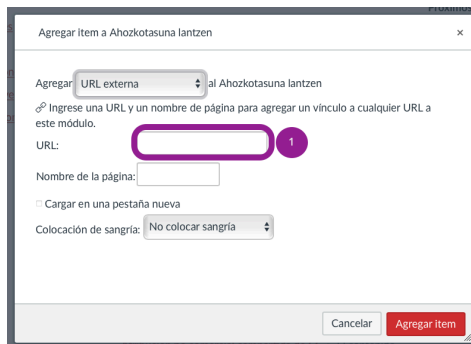 Agregar item a Ahozkotasuna lantzen ×
Agregar URL externa al Ahozkotasuna lantzen
Ingrese una URL y un nombre de página para agregar un vínculo a cualquier URL a
este módulo.
URL: 1
Nombre de la página:
Cargar en una pestaña nueva
Colocación de sangría: No colocar sangría
Cancelar Agregar ítem